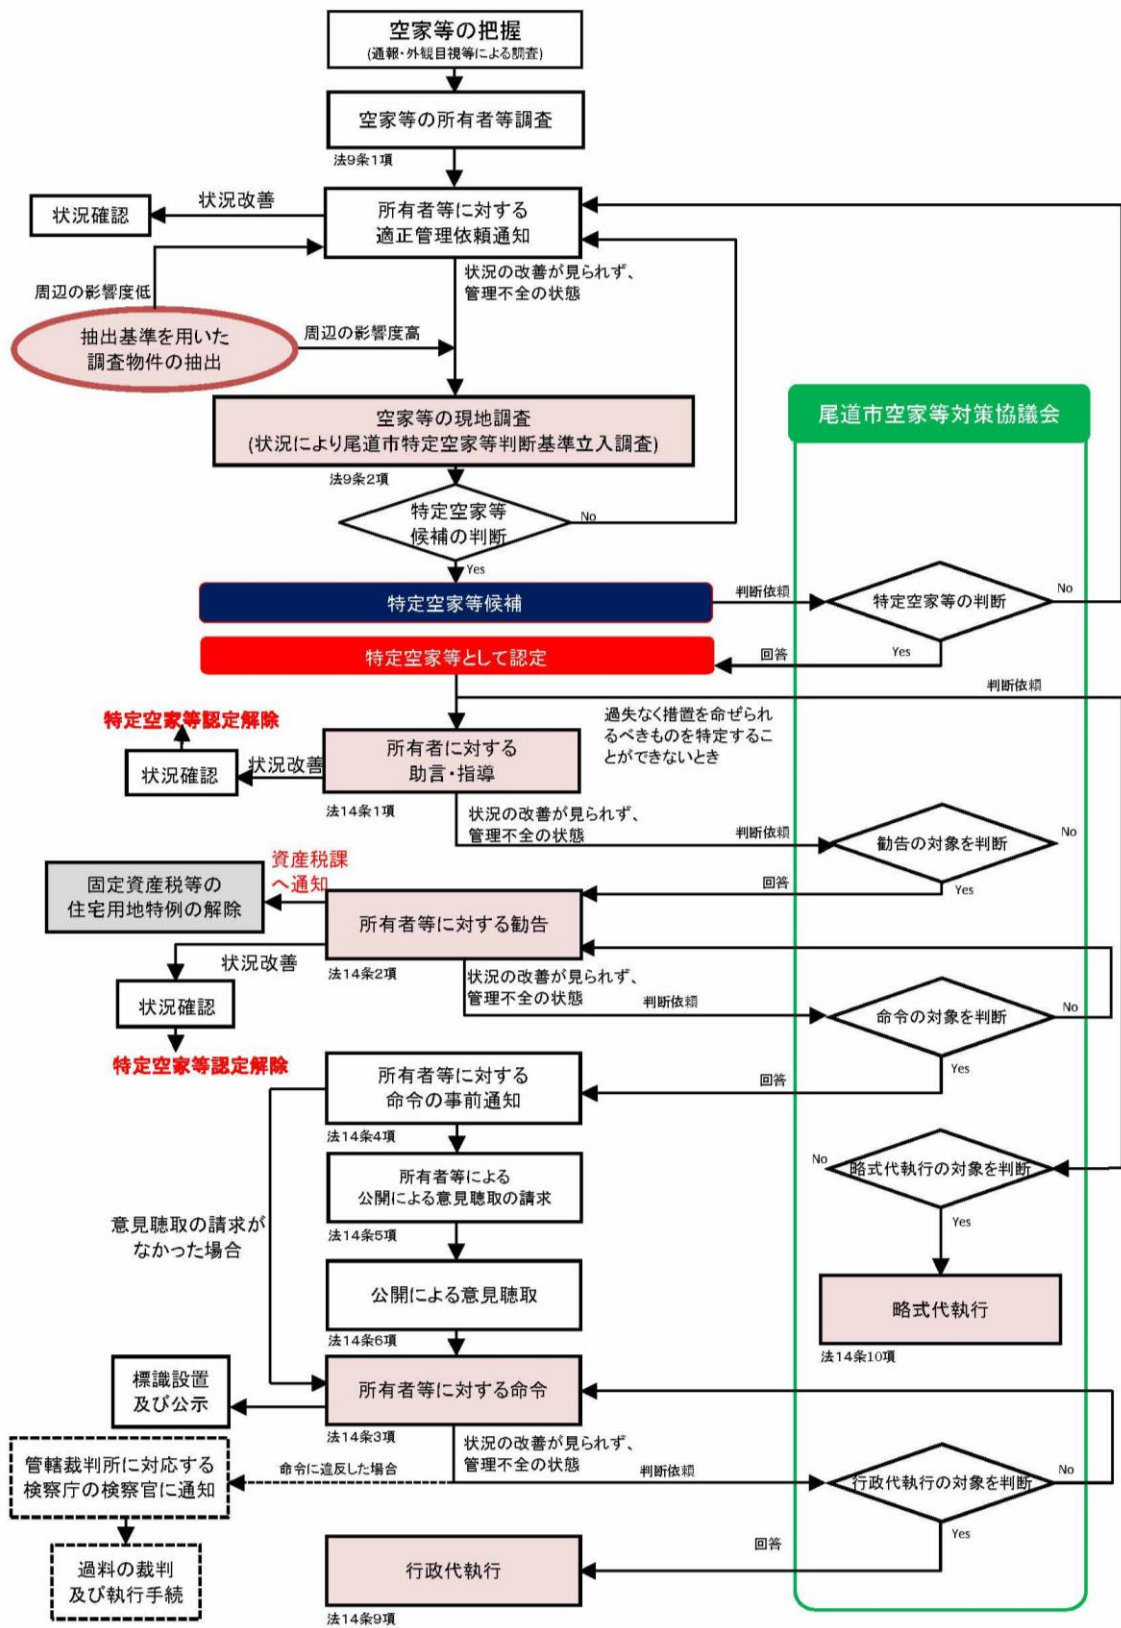 空家等の把握
(通報・外観目視等による調査)
空家等の所有者等調査
法9条1項
状況確認
状況改善
所有者等に対する
適正管理依頼通知
周辺の影響度低
状況の改善が見られず、
管理不全の状態
抽出基準を用いた
調査物件の抽出
周辺の影響度高
空家等の現地調査
(状況により尾道市特定空家等判断基準立入調査)
法9条2項
尾道市空家等対策協議会
特定空家等
候補の判断
No
Yes
特定空家等候補
判断依頼
特定空家等の判断
No
Yes
特定空家等として認定
回答
判断依頼
過失なく措置を命ぜられ
るべきものを特定するこ
とができないとき
特定空家等認定解除
状況確認
状況改善
所有者に対する
助言・指導
法14条1項
状況の改善が見られず、
管理不全の状態
判断依頼
勧告の対象を判断
No
Yes
回答
資産税課
へ通知
固定資産税等の
住宅用地特例の解除
所有者等に対する勧告
法14条2項
状況改善
状況確認
特定空家等認定解除
状況の改善が見られず、
管理不全の状態
判断依頼
命令の対象を判断
No
Yes
回答
所有者等に対する
命令の事前通知
法14条4項
所有者等による
公開による意見聴取の請求
法14条5項
意見聴取の請求が
なかった場合
公開による意見聴取
法14条6項
No
略式代執行の対象を判断
Yes
略式代執行
法14条10項
標識設置
及び公示
所有者等に対する命令
法14条3項
状況の改善が見られず、
管理不全の状態
管轄裁判所に対応する
検察庁の検察官に通知
命令に違反した場合
判断依頼
行政代執行の対象を判断
No
Yes
回答
過料の裁判
及び執行手続
行政代執行
法14条9項